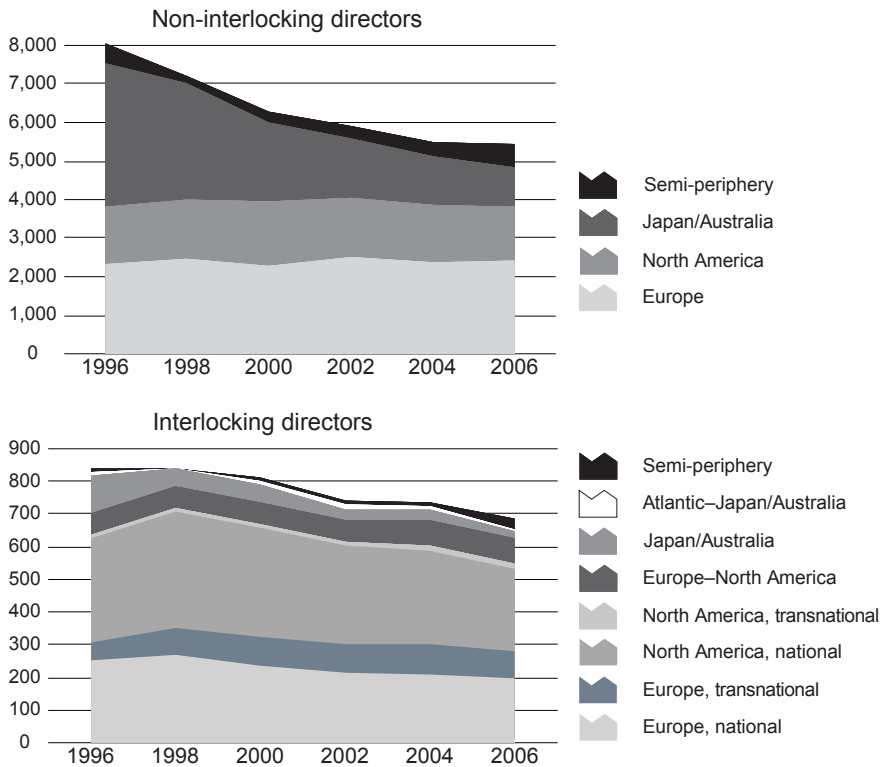 Non-interlocking directors
8,000
7,000
6,000
5,000
4,000
3,000
2,000
1,000
0
1996 1998 2000 2002 2004 2006
Semi-periphery
Japan/Australia
North America
Europe
Interlocking directors
900
800
700
600
500
400
300
200
100
0
1996 1998 2000 2002 2004 2006
Semi-periphery
Atlantic–Japan/Australia
Japan/Australia
Europe–North America
North America, transnational
North America, national
Europe, transnational
Europe, national